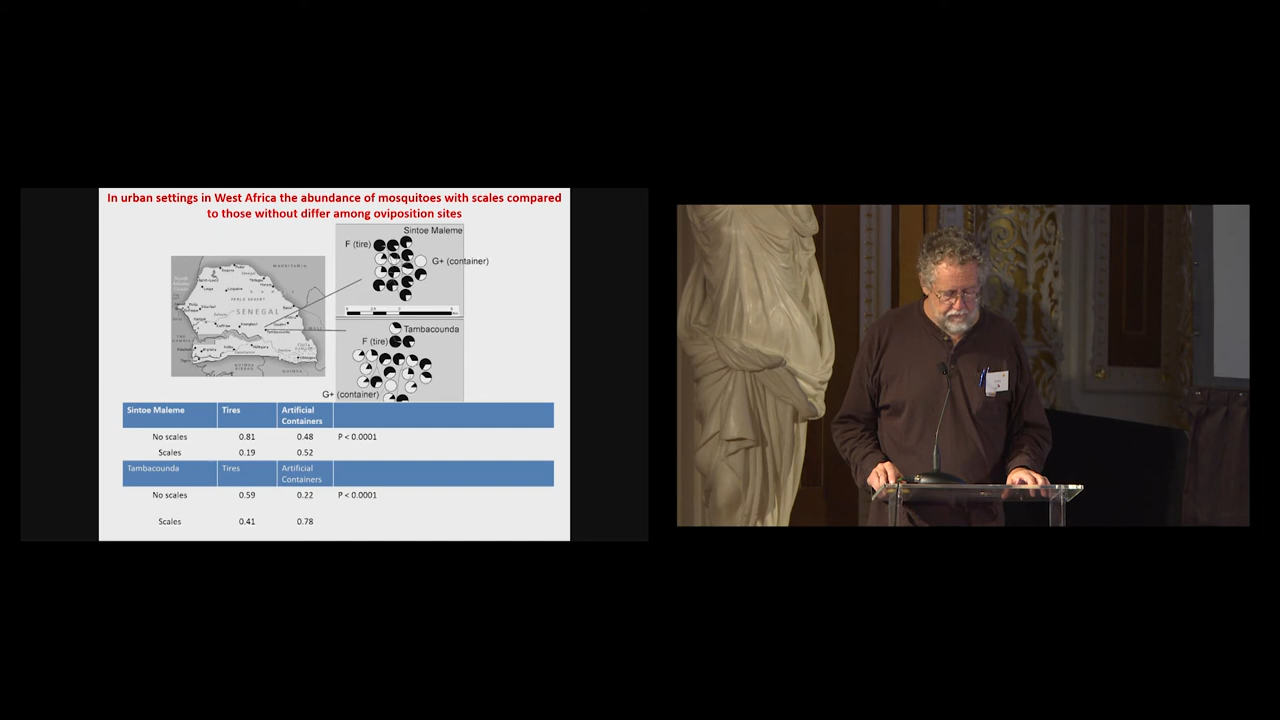 In urban settings in West Africa the abundance of mosquitoes with scales compared
to those without differ among oviposition sites
Sintoe Maleme
F (tire)
G+ (container)
MAURITANIA
SENEGAL
Tambacounda
F (tire)
G+ (container)
Sintoe Maleme Tires Artificial
Containers
No scales 0.81 0.48 P < 0.0001
Scales 0.19 0.52
Tambacounda Tires Artificial
Containers
No scales 0.59 0.22 P < 0.0001
Scales 0.41 0.78